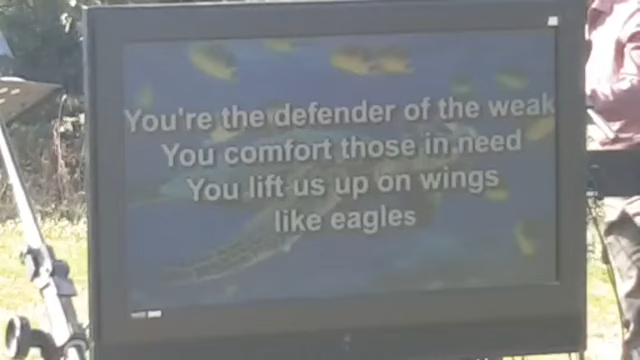 You're the defender of the weak
You comfort those in need
You lift us up on wings
like eagles